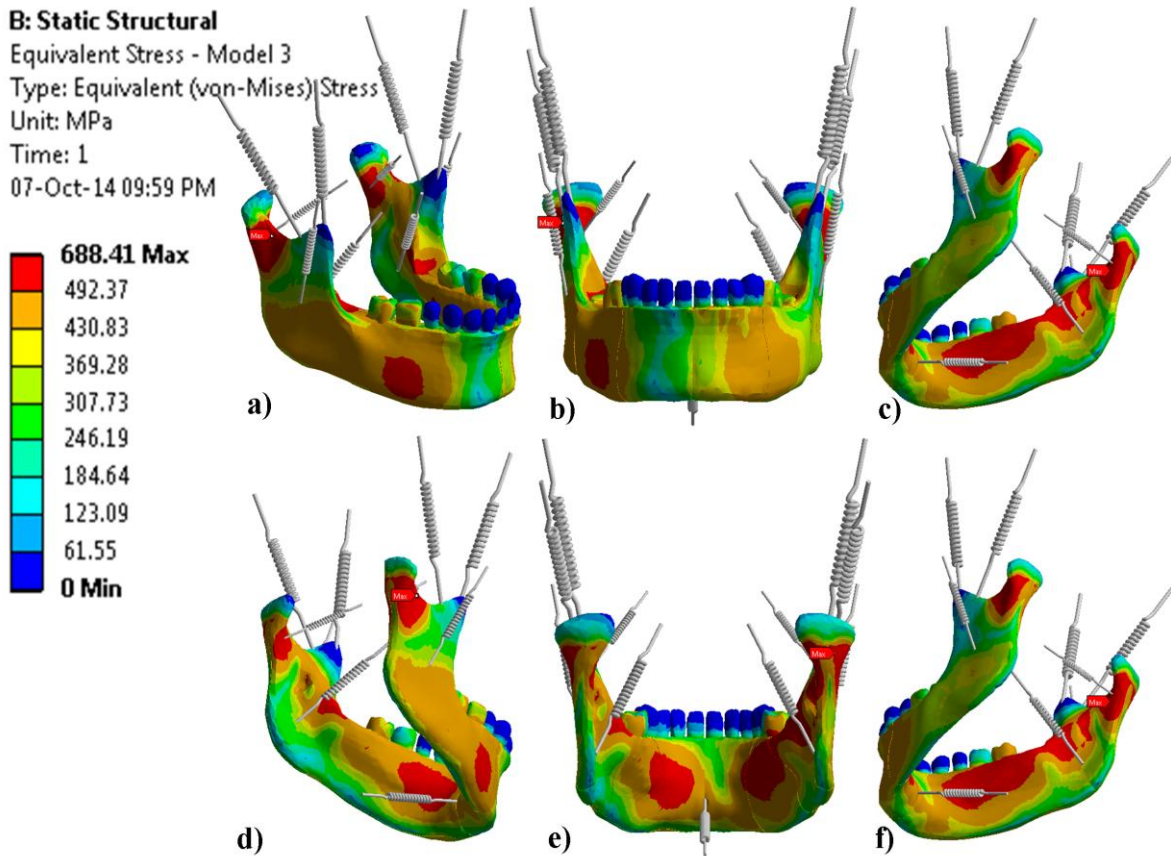 B: Static Structural
Equivalent Stress - Model 3
Type: Equivalent (von-Mises) Stress
Unit: MPa
Time: 1
07-Oct-14 09:59 PM
688.41 Max
492.37
430.83
369.28
307.73
246.19
184.64
123.09
61.55
0 Min
Max
Max
a)
b)
c)
Max
Max
Max
Max
d)
e)
f)